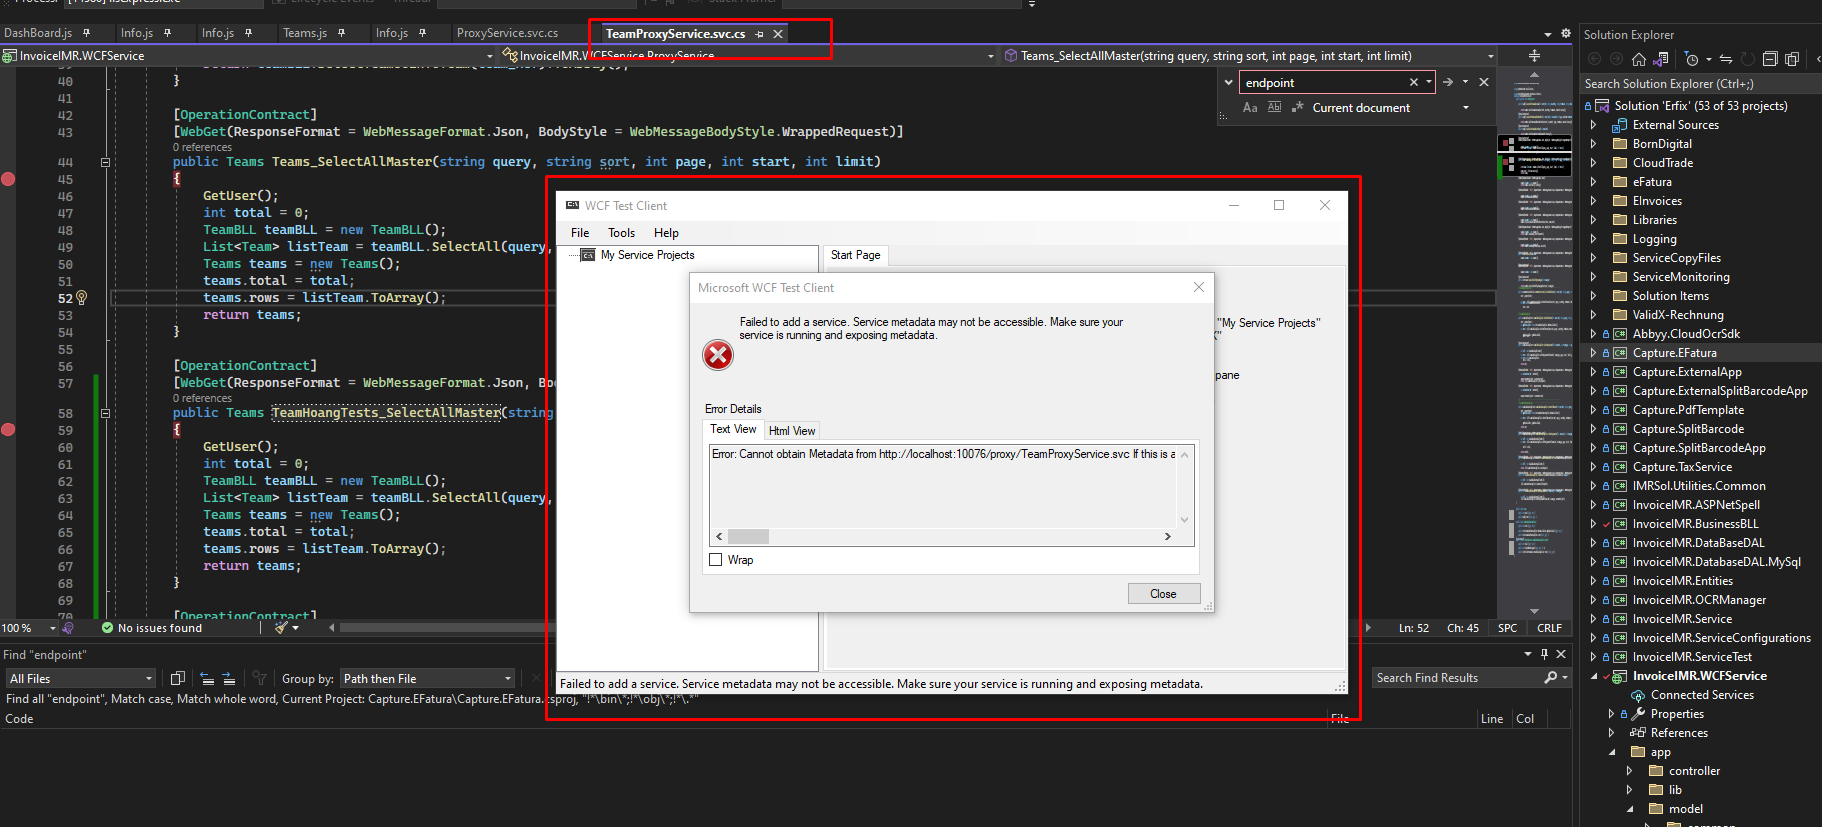 DashBoard.js
Info.js
Info.js
Teams.js
Info.js
ProxyService.svc.cs
TeamProxyService.svc.cs
InvoiceIMR.WCFService
InvoiceIMR.WCFService.ProxyService
Teams_SelectAllMaster(string query, string sort, int page, int start, int limit)
endpoint
Aa
Current document
40 }
41
42 [OperationContract]
43 [WebGet(ResponseFormat = WebMessageFormat.Json, BodyStyle = WebMessageBodyStyle.WrappedRequest)]
0 references
44 public Teams Teams_SelectAllMaster(string query, string sort, int page, int start, int limit)
45 {
46 GetUser();
47 int total = 0;
48 TeamBLL teamBLL = new TeamBLL();
49 List<Team> listTeam = teamBLL.SelectAll(query,
50 Teams teams = new Teams();
51 teams.total = total;
52 teams.rows = listTeam.ToArray();
53 return teams;
54 }
55
56 [OperationContract]
57 [WebGet(ResponseFormat = WebMessageFormat.Json, Bo
0 references
58 public Teams TeamHoangTests_SelectAllMaster(string
59 {
60 GetUser();
61 int total = 0;
62 TeamBLL teamBLL = new TeamBLL();
63 List<Team> listTeam = teamBLL.SelectAll(query,
64 Teams teams = new Teams();
65 teams.total = total;
66 teams.rows = listTeam.ToArray();
67 return teams;
68 }
69
70 [OperationContract]
100 %
No issues found
Ln: 52
Ch: 45
SPC
CRLF
WCF Test Client
File Tools Help
My Service Projects
Start Page
"My Service Projects"
pane
Microsoft WCF Test Client
Failed to add a service. Service metadata may not be accessible. Make sure your
service is running and exposing metadata.
Error Details
Text View
Html View
Error: Cannot obtain Metadata from http://localhost:10076/proxy/TeamProxyService.svc If this is a
Wrap
Close
Failed to add a service. Service metadata may not be accessible. Make sure your service is running and exposing metadata.
Find "endpoint"
All Files
Group by:
Path then File
Search Find Results
Find all "endpoint", Match case, Match whole word, Current Project: Capture.EFatura\Capture.EFatura.csproj, "!*\bin\*;!*\obj\*;!*\.*"
Code
File
Line
Col
Solution Explorer
Search Solution Explorer (Ctrl+;)
Solution 'Erfix' (53 of 53 projects)
External Sources
BornDigital
CloudTrade
eFatura
EInvoices
Libraries
Logging
ServiceCopyFiles
ServiceMonitoring
Solution Items
ValidX-Rechnung
Abbyy.CloudOcrSdk
Capture.EFatura
Capture.ExternalApp
Capture.ExternalSplitBarcodeApp
Capture.PdfTemplate
Capture.SplitBarcode
Capture.SplitBarcodeApp
Capture.TaxService
IMRSol.Utilities.Common
InvoiceIMR.ASPNetSpell
InvoiceIMR.BusinessBLL
InvoiceIMR.DataBaseDAL
InvoiceIMR.DatabaseDAL.MySql
InvoiceIMR.Entities
InvoiceIMR.OCRManager
InvoiceIMR.Service
InvoiceIMR.ServiceConfigurations
InvoiceIMR.ServiceTest
InvoiceIMR.WCFService
Connected Services
Properties
References
app
controller
lib
model